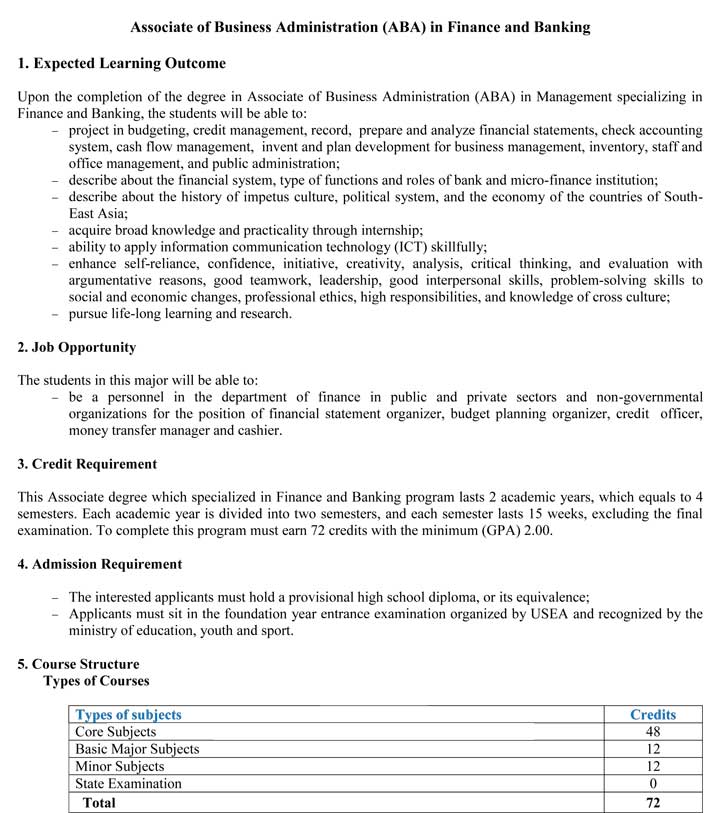 Associate of Business Administration (ABA) in Finance and Banking
1. Expected Learning Outcome
Upon the completion of the degree in Associate of Business Administration (ABA) in Management specializing in
Finance and Banking, the students will be able to:
– project in budgeting, credit management, record, prepare and analyze financial statements, check accounting
system, cash flow management, invent and plan development for business management, inventory, staff and
office management, and public administration;
– describe about the financial system, type of functions and roles of bank and micro-finance institution;
– describe about the history of impetus culture, political system, and the economy of the countries of South-
East Asia;
– acquire broad knowledge and practicality through internship;
– ability to apply information communication technology (ICT) skillfully;
– enhance self-reliance, confidence, initiative, creativity, analysis, critical thinking, and evaluation with
argumentative reasons, good teamwork, leadership, good interpersonal skills, problem-solving skills to
social and economic changes, professional ethics, high responsibilities, and knowledge of cross culture;
– pursue life-long learning and research.
2. Job Opportunity
The students in this major will be able to:
– be a personnel in the department of finance in public and private sectors and non-governmental
organizations for the position of financial statement organizer, budget planning organizer, credit officer,
money transfer manager and cashier.
3. Credit Requirement
This Associate degree which specialized in Finance and Banking program lasts 2 academic years, which equals to 4
semesters. Each academic year is divided into two semesters, and each semester lasts 15 weeks, excluding the final
examination. To complete this program must earn 72 credits with the minimum (GPA) 2.00.
4. Admission Requirement
– The interested applicants must hold a provisional high school diploma, or its equivalence;
– Applicants must sit in the foundation year entrance examination organized by USEA and recognized by the
ministry of education, youth and sport.
5. Course Structure
Types of Courses
Types of subjects Credits
Core Subjects 48
Basic Major Subjects 12
Minor Subjects 12
State Examination 0
Total 72